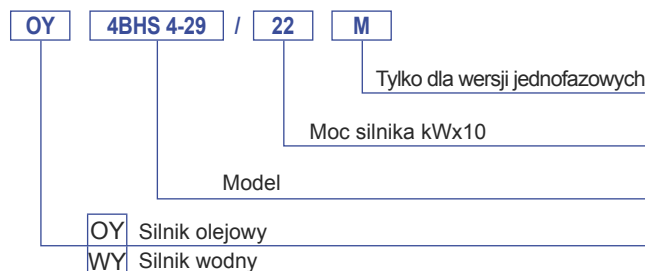 OY 4BHS 4-29 / 22 M
Tylko dla wersji jednofazowych
Moc silnika kWx10
Model
OY Silnik olejowy
WY Silnik wodny